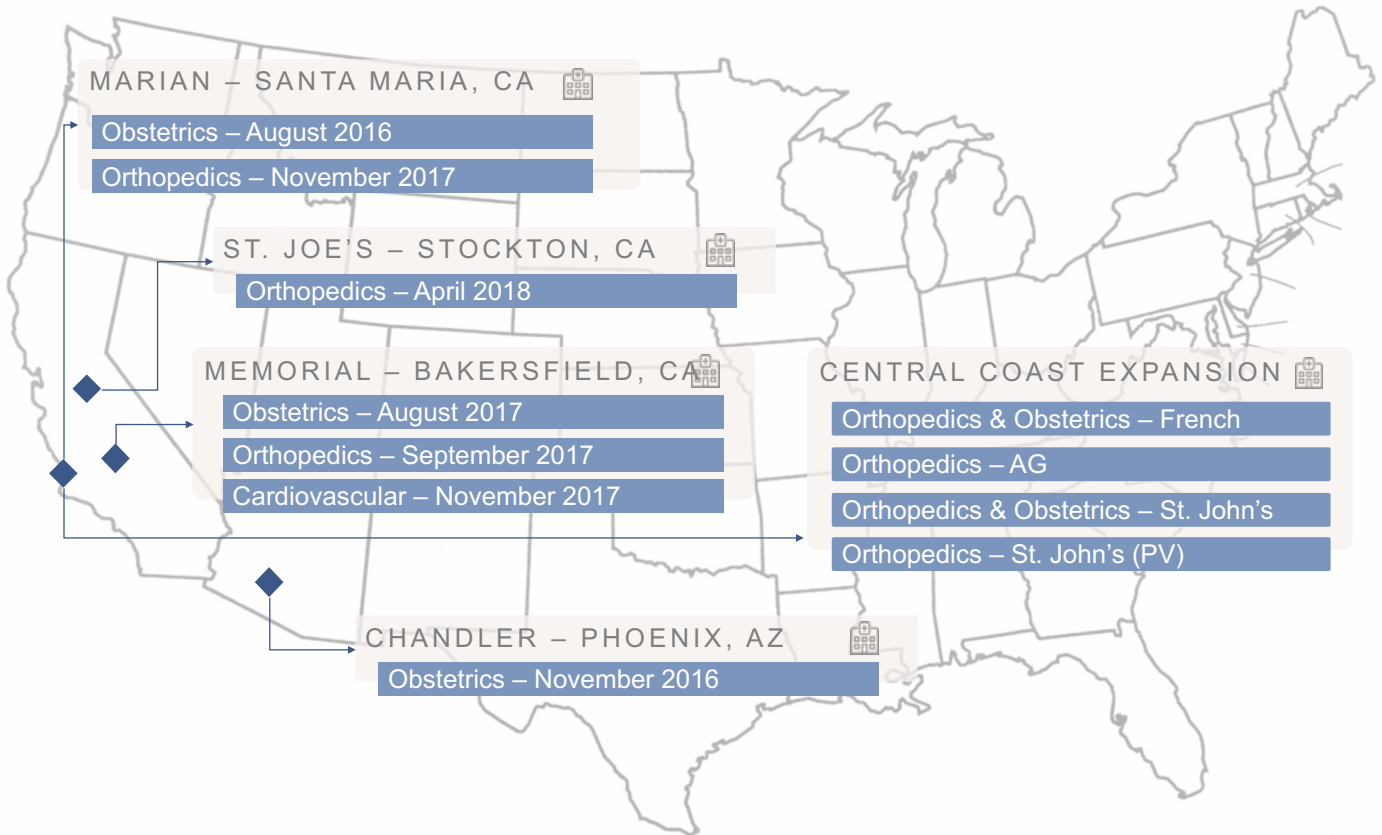 MARIAN – SANTA MARIA, CA
Obstetrics – August 2016
Orthopedics – November 2017
ST. JOE'S – STOCKTON, CA
Orthopedics – April 2018
MEMORIAL – BAKERSFIELD, CA
Obstetrics – August 2017
Orthopedics – September 2017
Cardiovascular – November 2017
CENTRAL COAST EXPANSION
Orthopedics & Obstetrics – French
Orthopedics – AG
Orthopedics & Obstetrics – St. John's
Orthopedics – St. John's (PV)
CHANDLER – PHOENIX, AZ
Obstetrics – November 2016